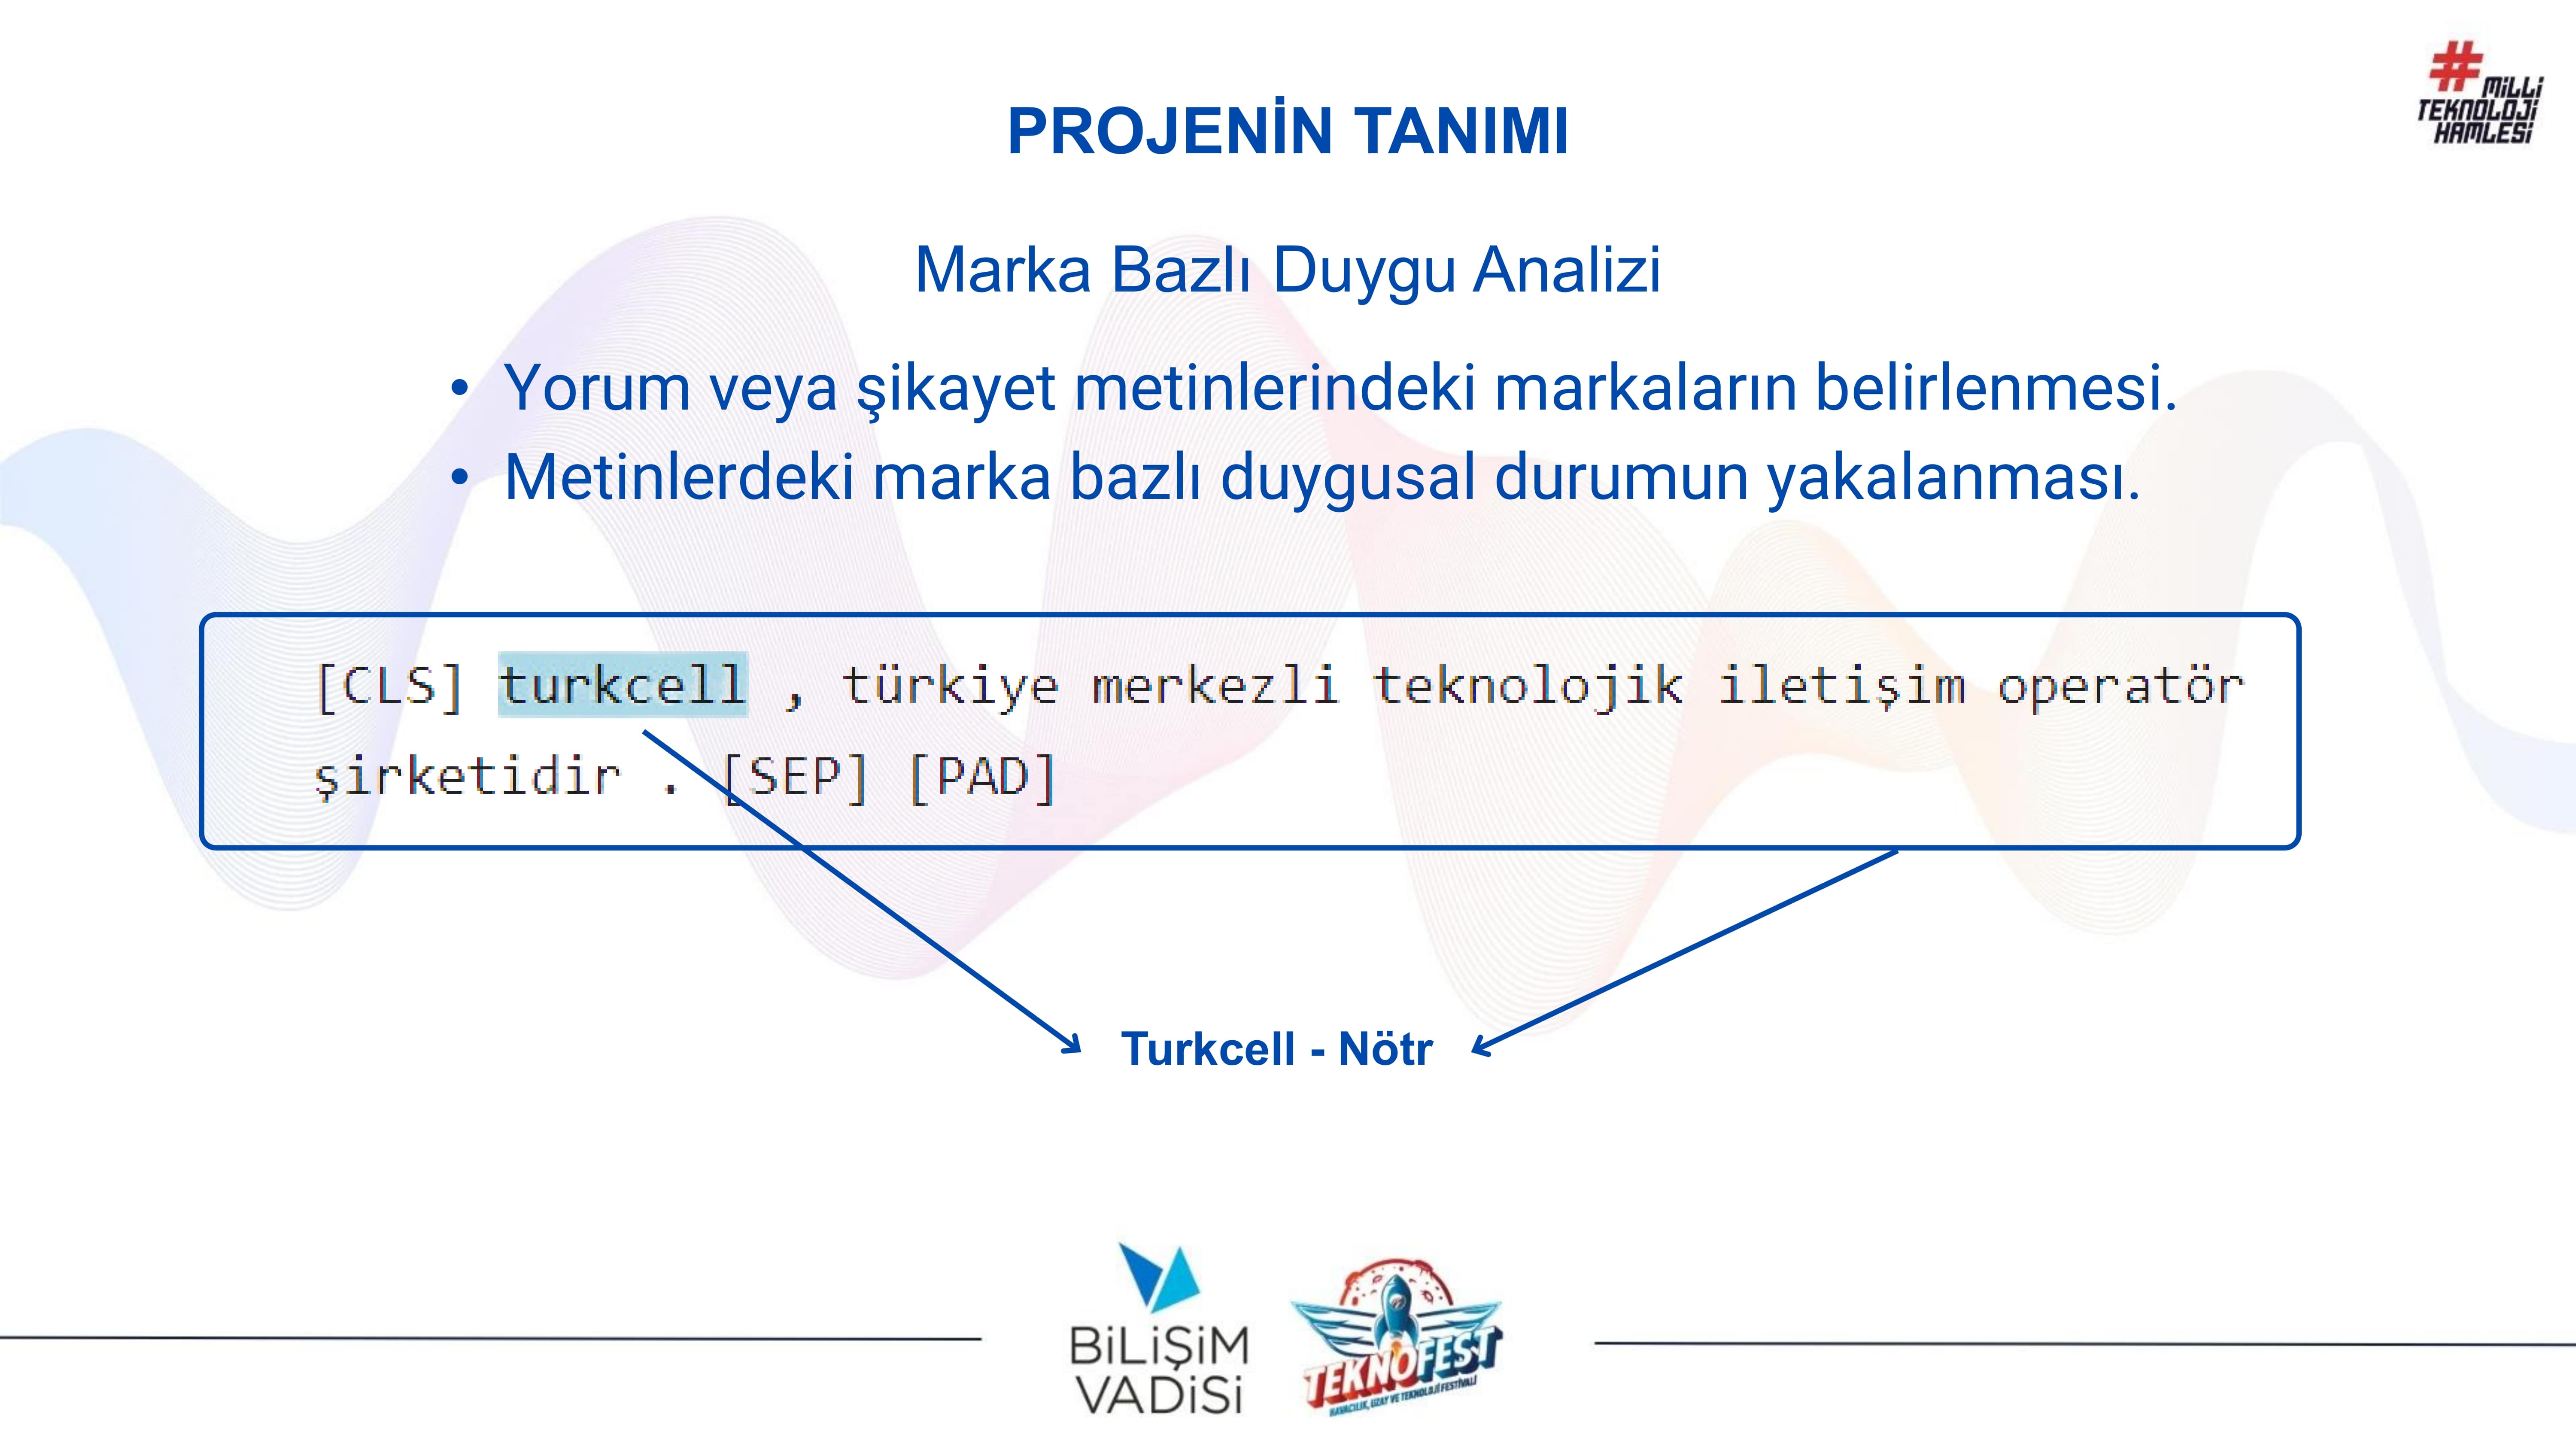 #MİLLİ
TEKNOLOJİ
HAMLESİ
PROJENİN TANIMI
Marka Bazlı Duygu Analizi
• Yorum veya şikayet metinlerindeki markaların belirlenmesi.
• Metinlerdeki marka bazlı duygusal durumun yakalanması.
[CLS] turkcell , türkiye merkezli teknolojik iletişim operatör
şirketidir . [SEP] [PAD]
Turkcell - Nötr
BİLİŞİM
VADİSİ
TEKNOFEST
HAVACILIK, UZAY VE TEKNOLOJİ FESTİVALİ